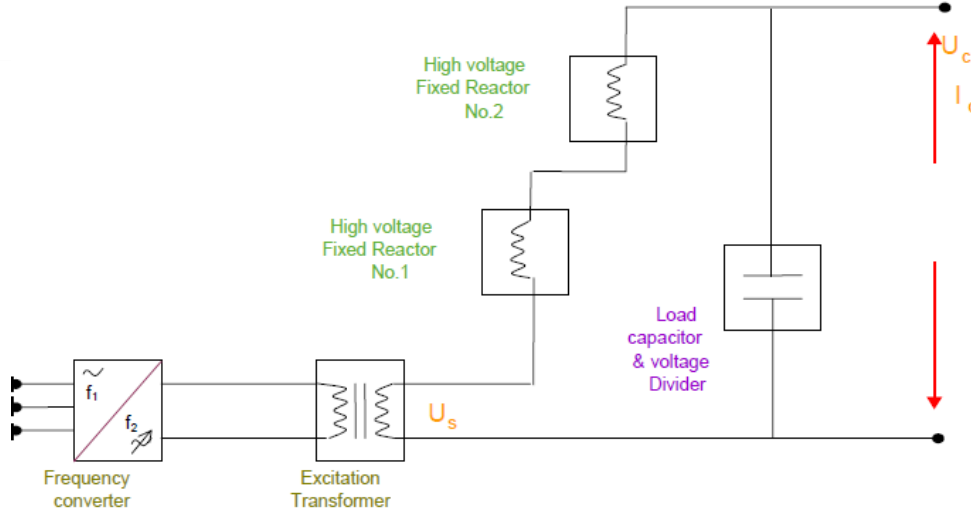 High voltage
Fixed Reactor
No.2
U c
I
High voltage
Fixed Reactor
No.1
Load
capacitor
& voltage
Divider
f1
f2
U s
Frequency
converter
Excitation
Transformer